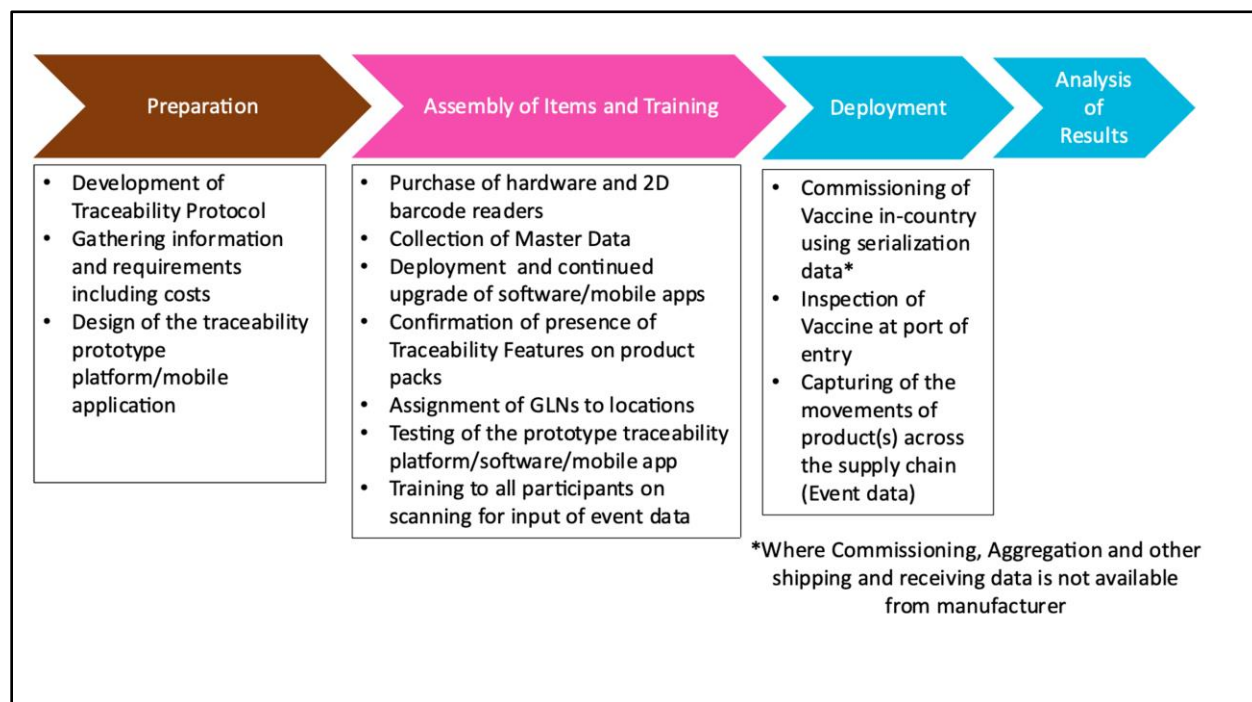 Preparation
Assembly of Items and Training
Deployment
Analysis
of
Results
• Development of
Traceability Protocol
• Gathering information
and requirements
including costs
• Design of the traceability
prototype
platform/mobile
application
• Purchase of hardware and 2D
barcode readers
• Collection of Master Data
• Deployment and continued
upgrade of software/mobile apps
• Confirmation of presence of
Traceability Features on product
packs
• Assignment of GLNs to locations
• Testing of the prototype traceability
platform/software/mobile app
• Training to all participants on
scanning for input of event data
• Commissioning of
Vaccine in-country
using serialization
data*
• Inspection of
Vaccine at port of
entry
• Capturing of the
movements of
product(s) across
the supply chain
(Event data)
*Where Commissioning, Aggregation and other
shipping and receiving data is not available
from manufacturer